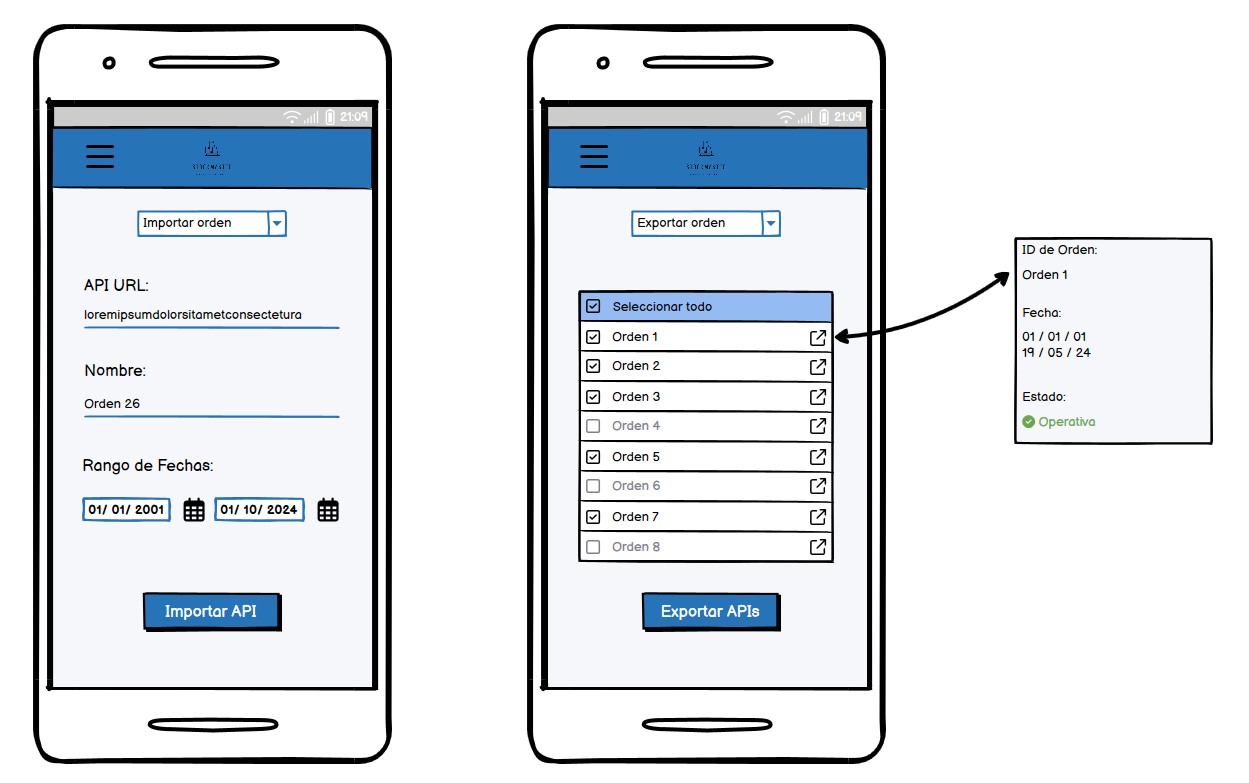 21:09
Importar orden
API URL:
loremipsumdolorsitametconsectetura
Nombre:
Orden 26
Rango de Fechas:
01/ 01/ 2001
01/ 10/ 2024
Importar API
21:09
Exportar orden
Seleccionar todo
Orden 1
Orden 2
Orden 3
Orden 4
Orden 5
Orden 6
Orden 7
Orden 8
Exportar APIs
ID de Orden:
Orden 1
Fecha:
01 / 01 / 01
19 / 05 / 24
Estado:
Operativa